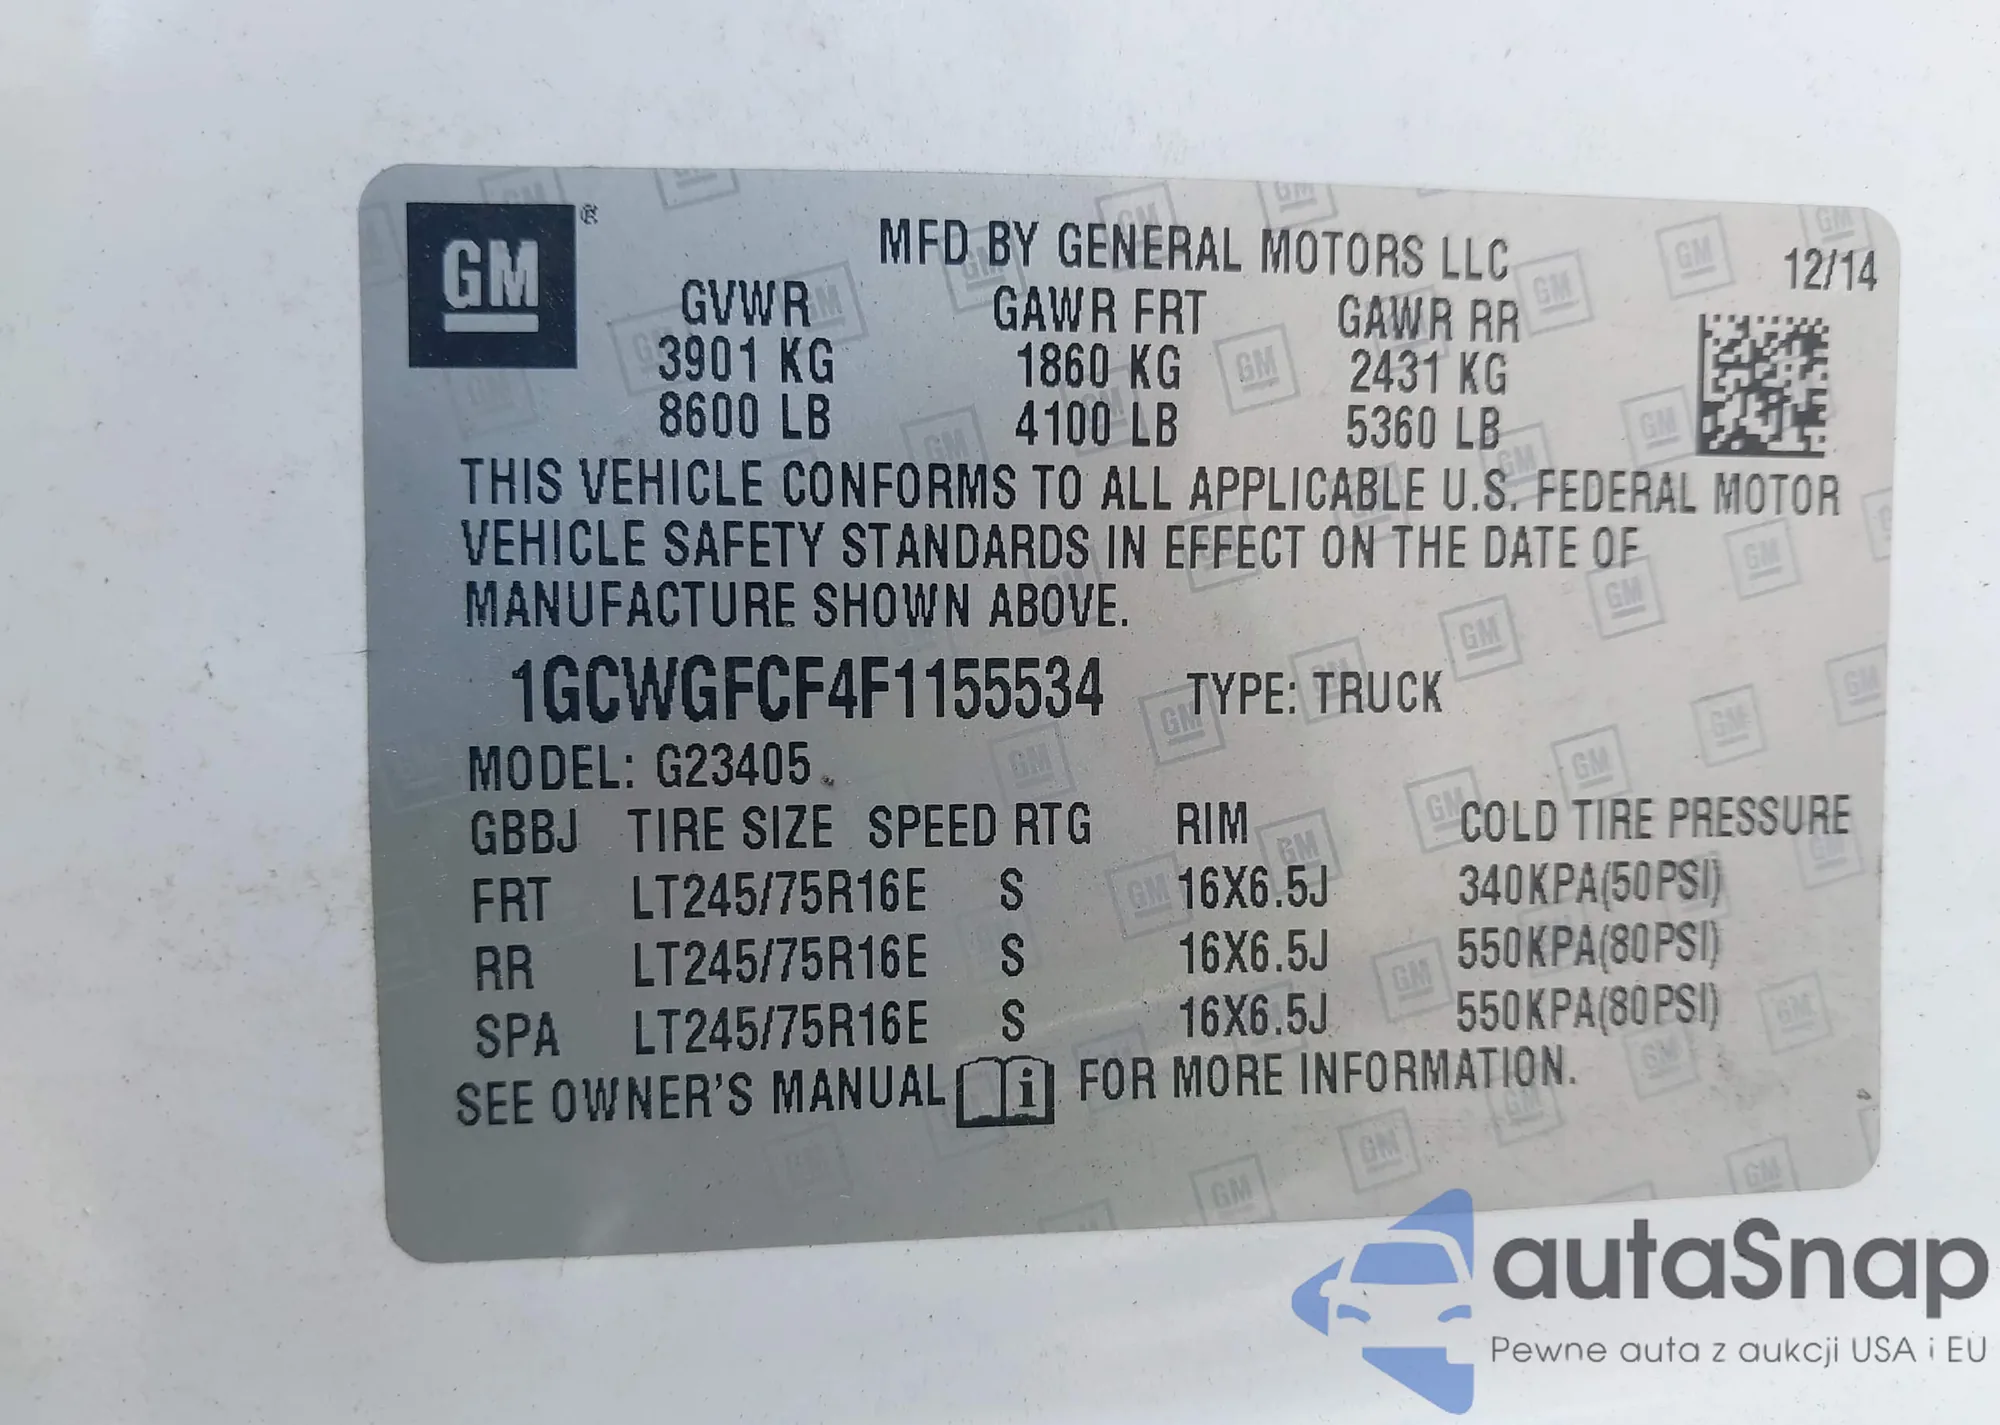 GM ®
MFD BY GENERAL MOTORS LLC 12/14
GVWR GAWR FRT GAWR RR
3901 KG 1860 KG 2431 KG
8600 LB 4100 LB 5360 LB
THIS VEHICLE CONFORMS TO ALL APPLICABLE U.S. FEDERAL MOTOR
VEHICLE SAFETY STANDARDS IN EFFECT ON THE DATE OF
MANUFACTURE SHOWN ABOVE.
1GCWGFCF4F1155534 TYPE: TRUCK
MODEL: G23405
GBBJ TIRE SIZE SPEED RTG RIM COLD TIRE PRESSURE
FRT LT245/75R16E S 16X6.5J 340KPA(50PSI)
RR LT245/75R16E S 16X6.5J 550KPA(80PSI)
SPA LT245/75R16E S 16X6.5J 550KPA(80PSI)
SEE OWNER'S MANUAL i FOR MORE INFORMATION.
4
autaSnap
Pewne auta z aukcji USA i EU